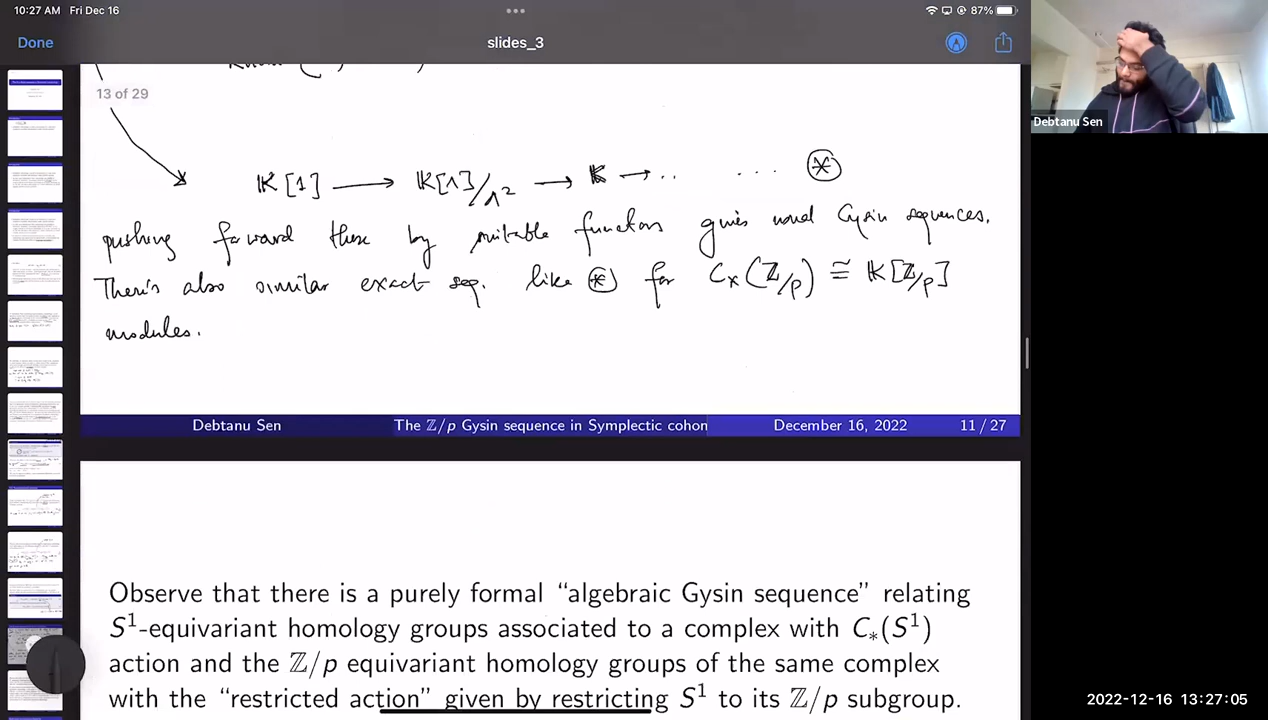 10:27 AM Fri Dec 16
87%
Done
slides_3
13 of 29
Debtanu Sen
𝕂[1] ⟶ 𝕂[Λ]/Λ² ⟶ 𝕂 ⟶ .. ... ⊛
pushing forward these by suitable functors gives usual Gysin sequences.
There's also similar exact seq. like ⊛ for C_*(ℤ/p) ≅ 𝕂[ℤ/p]
modules.
Debtanu Sen The ℤ/p Gysin sequence in Symplectic cohon December 16, 2022 11 / 27
Observe that there is a purely formal “algebraic Gysin sequence” relating
S¹-equivariant homology groups associated to a complex with C_*(S¹)
action and the ℤ/p equivariant homology groups of the same complex
with the “restricted action” given by restricting S¹ to its ℤ/p subgroup.
2022-12-16 13:27:05